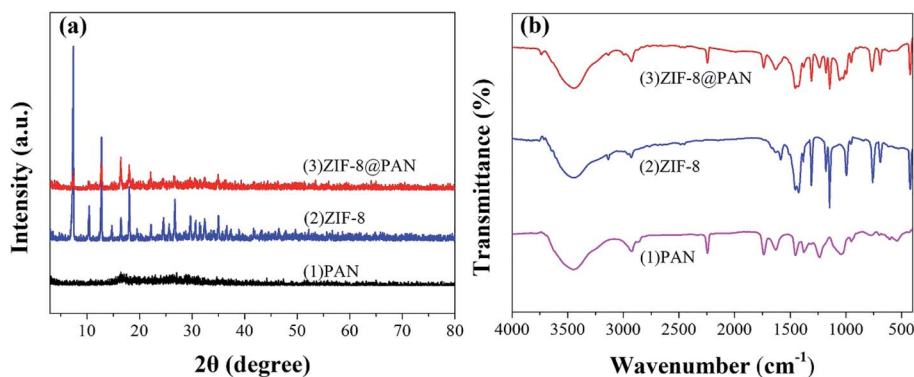 (a)
(3)ZIF-8@PAN
(2)ZIF-8
(1)PAN
Intensity (a.u.)
10 20 30 40 50 60 70 80
2θ (degree)
(b)
(3)ZIF-8@PAN
(2)ZIF-8
(1)PAN
Transmittance (%)
4000 3500 3000 2500 2000 1500 1000 500
Wavenumber (cm⁻¹)